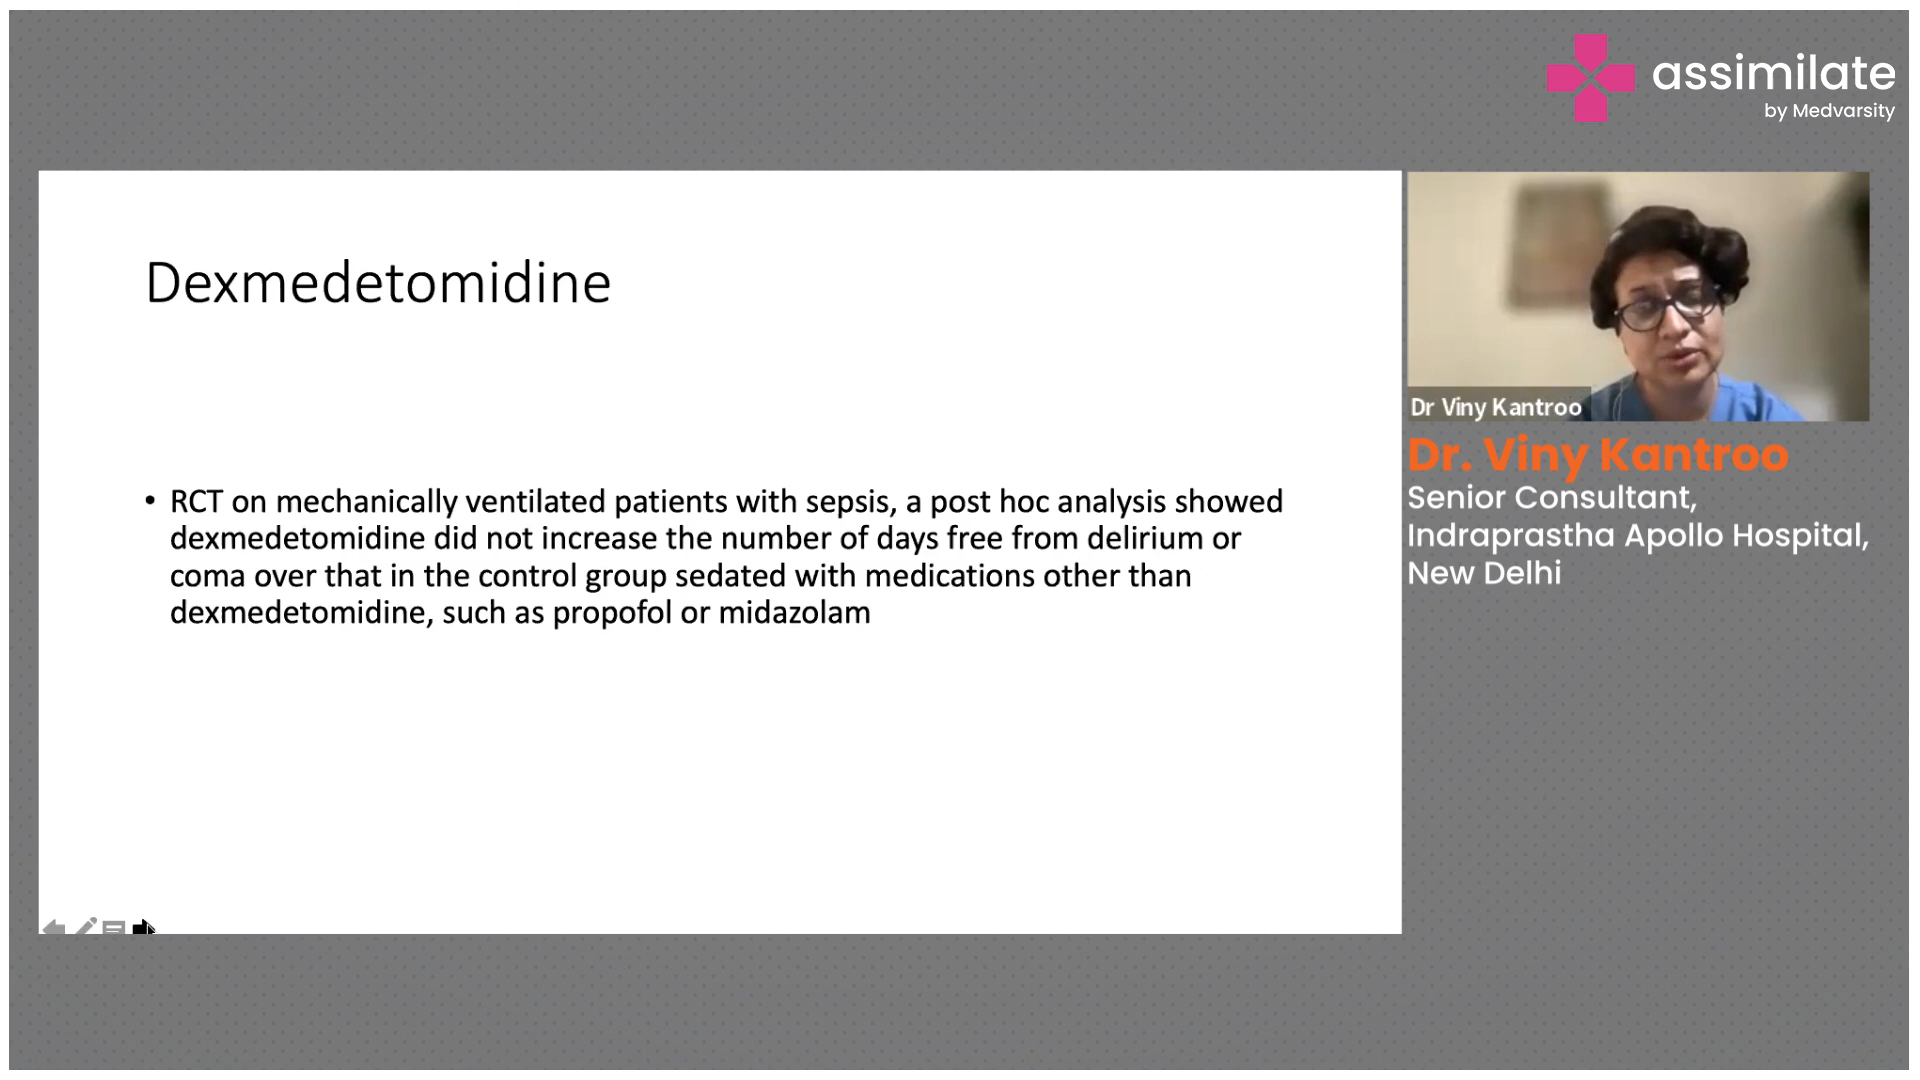 assimilate
by Medvarsity
Dexmedetomidine
• RCT on mechanically ventilated patients with sepsis, a post hoc analysis showed
dexmedetomidine did not increase the number of days free from delirium or
coma over that in the control group sedated with medications other than
dexmedetomidine, such as propofol or midazolam
Dr Viny Kantroo
Dr. Viny Kantroo
Senior Consultant,
Indraprastha Apollo Hospital,
New Delhi